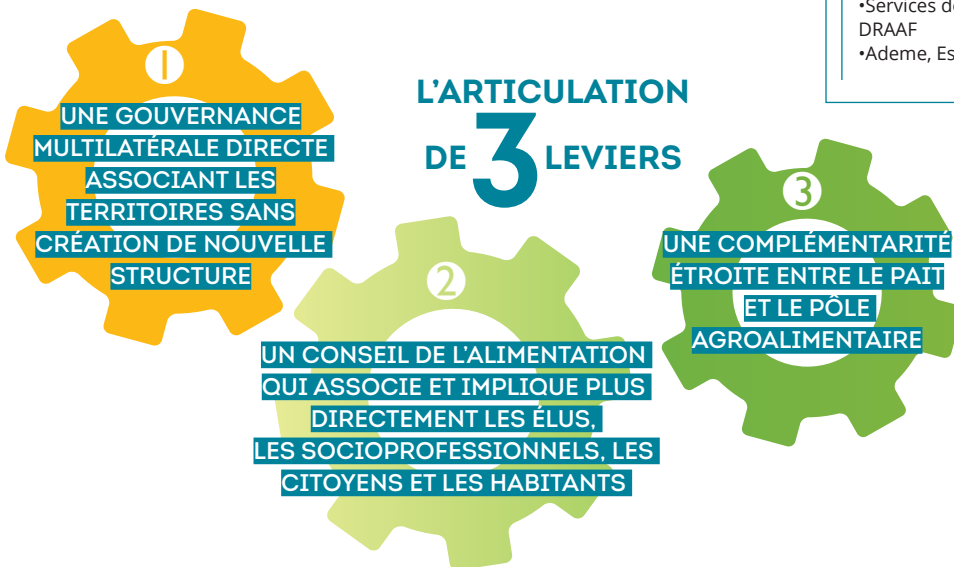 •Services de
DRAAF
•Ademe, Es
L'ARTICULATION
DE 3 LEVIERS
1
UNE GOUVERNANCE
MULTILATÉRALE DIRECTE
ASSOCIANT LES
TERRITOIRES SANS
CRÉATION DE NOUVELLE
STRUCTURE
2
UN CONSEIL DE L'ALIMENTATION
QUI ASSOCIE ET IMPLIQUE PLUS
DIRECTEMENT LES ÉLUS,
LES SOCIOPROFESSIONNELS, LES
CITOYENS ET LES HABITANTS
3
UNE COMPLÉMENTARITÉ
ÉTROITE ENTRE LE PAIT
ET LE PÔLE
AGROALIMENTAIRE